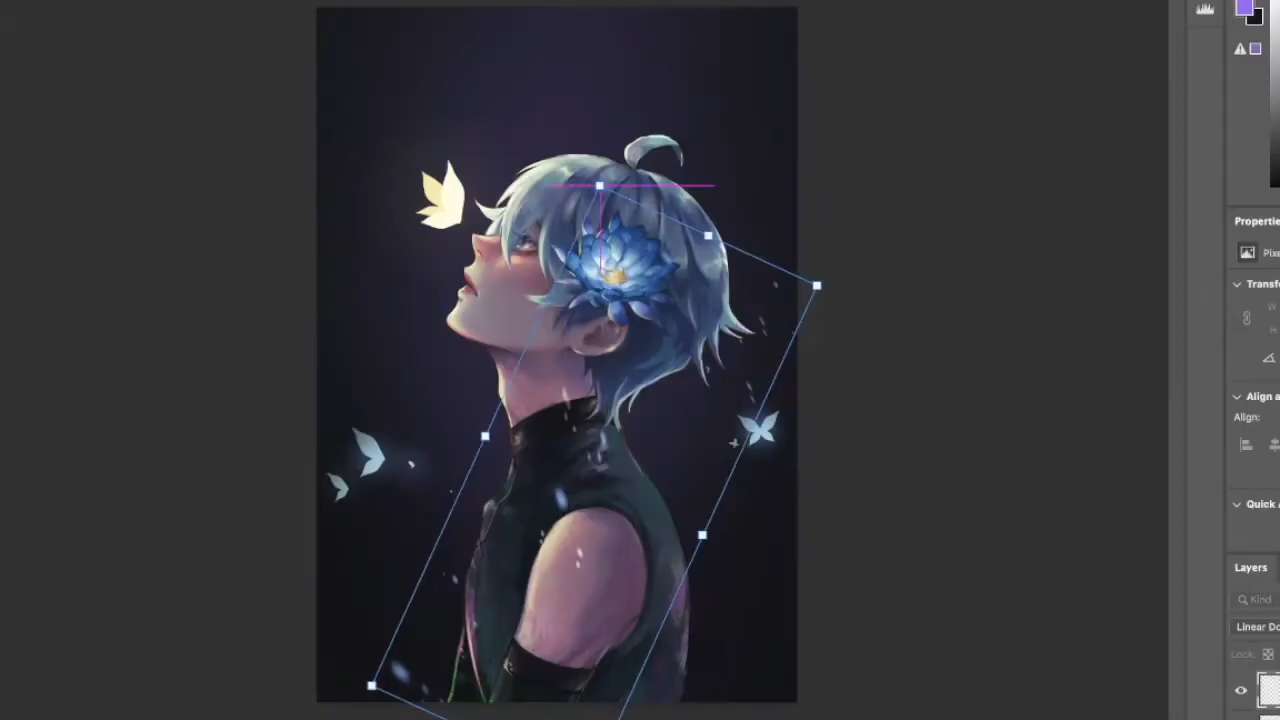 Propertie
Pixe
Transfo
W
H
Align a
Align:
Quick A
Layers
Kind
Linear Do
Lock: